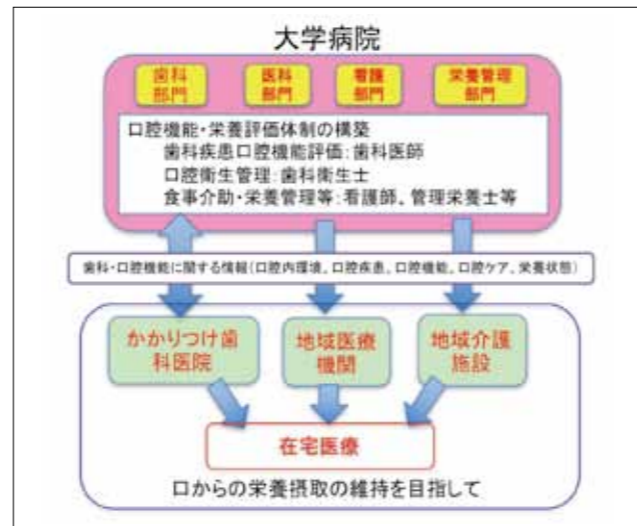 大学病院
歯科
部門
医科
部門
看護
部門
栄養管理
部門
口腔機能・栄養評価体制の構築
歯科疾患口腔機能評価:歯科医師
口腔衛生管理:歯科衛生士
食事介助・栄養管理等:看護師、管理栄養士等
歯科・口腔機能に関する情報(口腔内環境、口腔疾患、口腔機能、口腔ケア、栄養状態)
かかりつけ歯
科医院
地域医療
機関
地域介護
施設
在宅医療
口からの栄養摂取の維持を目指して